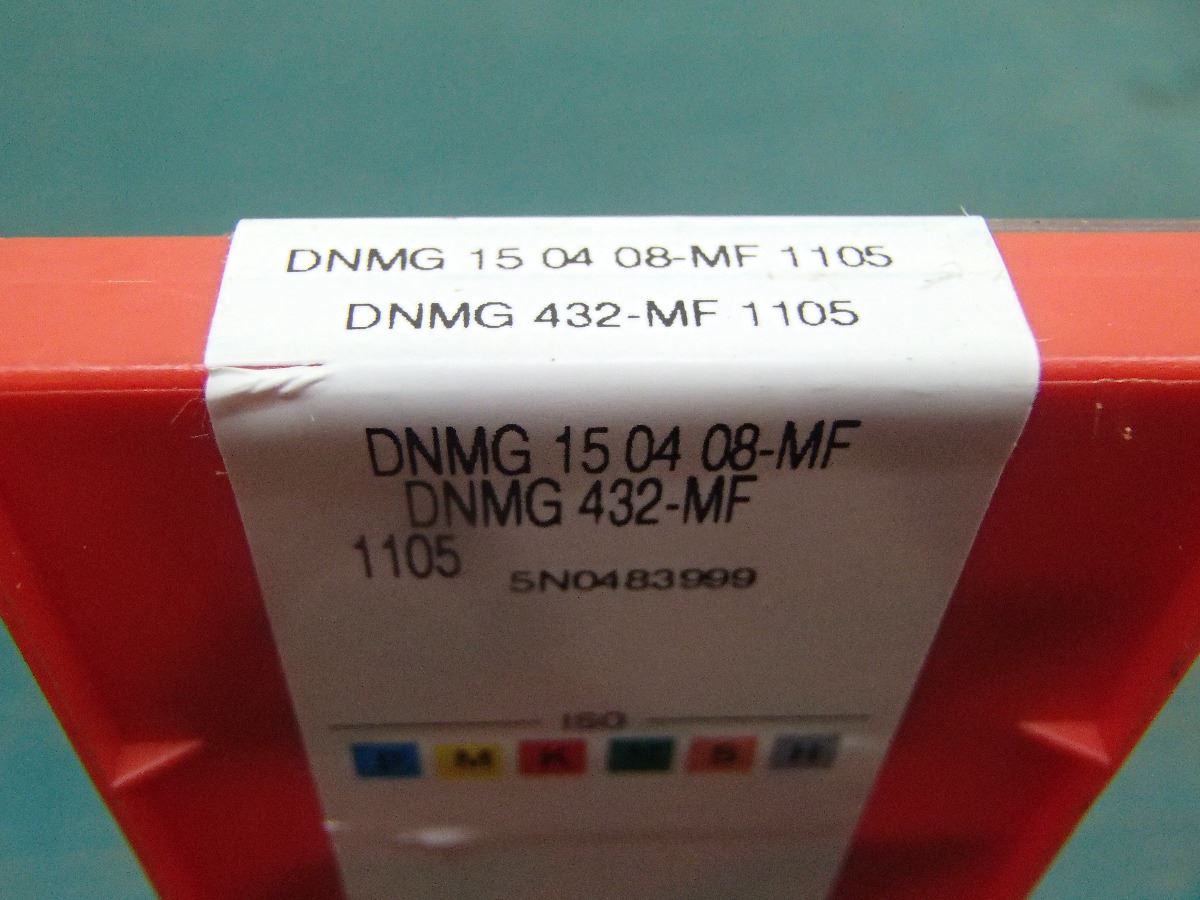 DNMG 15 04 08-MF 1105
DNMG 432-MF 1105
DNMG 15 04 08-MF
DNMG 432-MF
1105 5N0483999
ISO
P M K N S H